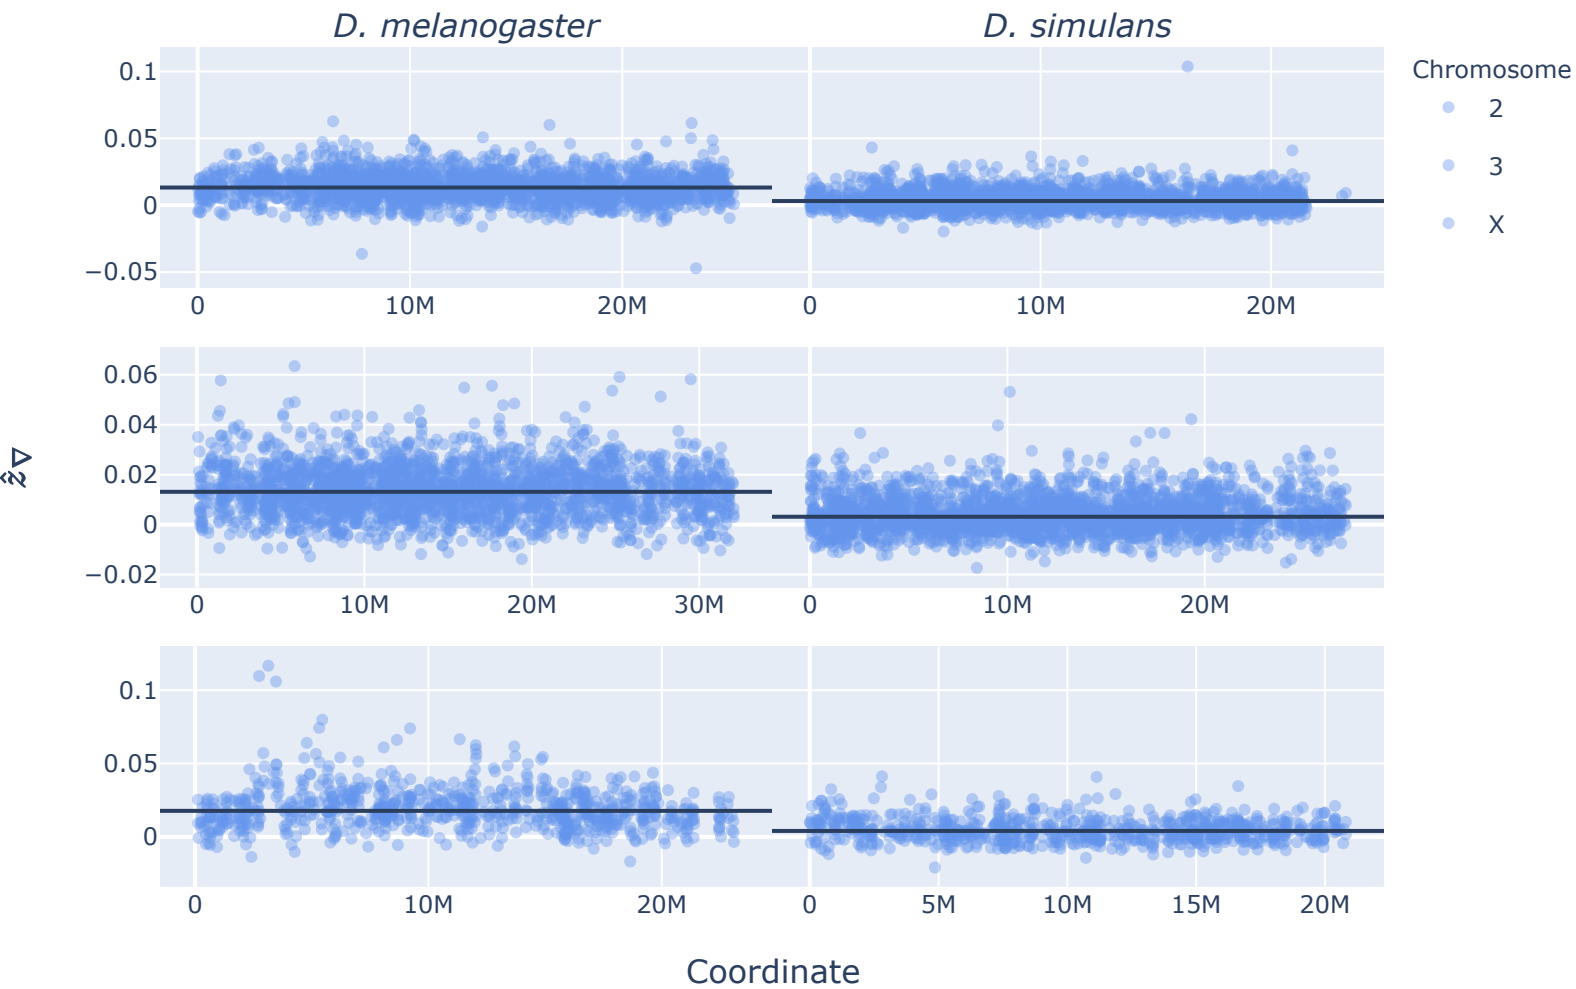 D. melanogaster D. simulans
Chromosome
2
3
X
0.1
0.05
0
−0.05
0 10M 20M 0 10M 20M
0.06
0.04
0.02
0
−0.02
0 10M 20M 30M 0 10M 20M
0.1
0.05
0
0 10M 20M 0 5M 10M 15M 20M
Coordinate